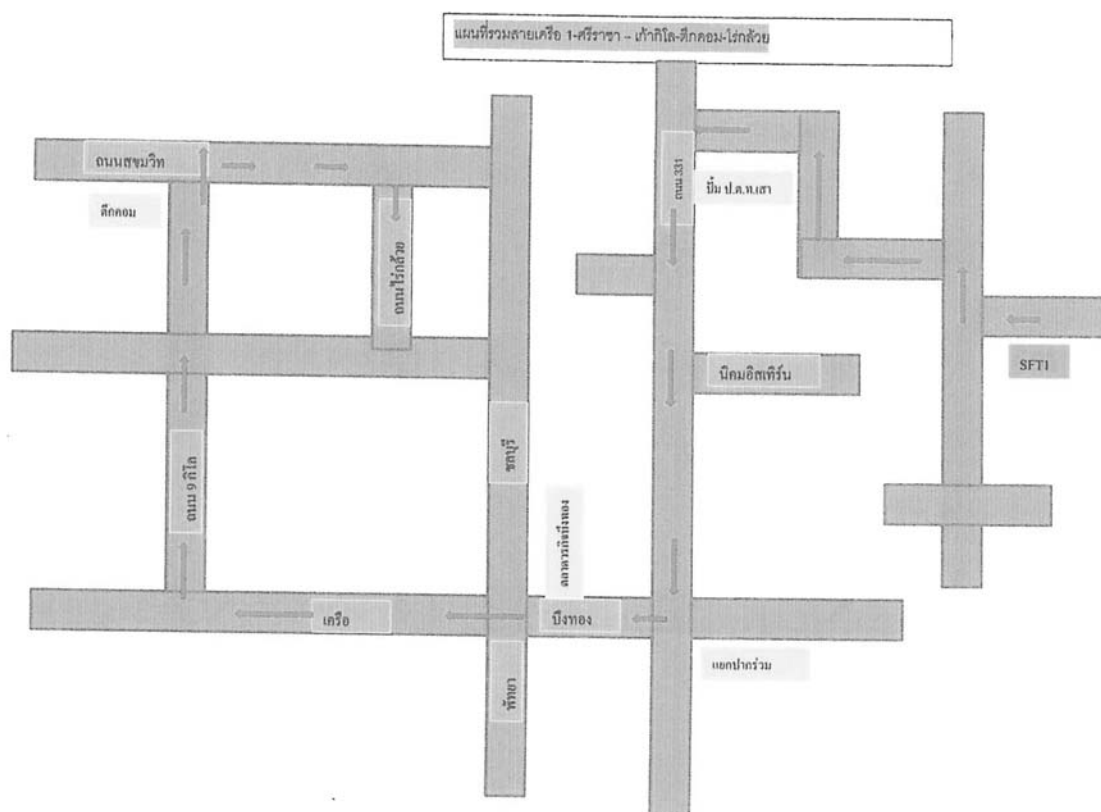 แผนที่รวมสายเครือ 1-ศรีราชา – เก้ากิโล-ตึกคอม-ไร่กล้วย
ถนนสุขุมวิท
ตึกคอม
ถนน 331
ปั๊ม ป.ต.ท.เสา
ถนนไร่กล้วย
นิคมอิสเทิร์น
SFT1
ชลบุรี
ถนน 9 กิโล
ตลาดวรกิจบึงทอง
เครือ
บึงทอง
แยกปากร่วม
พัทยา